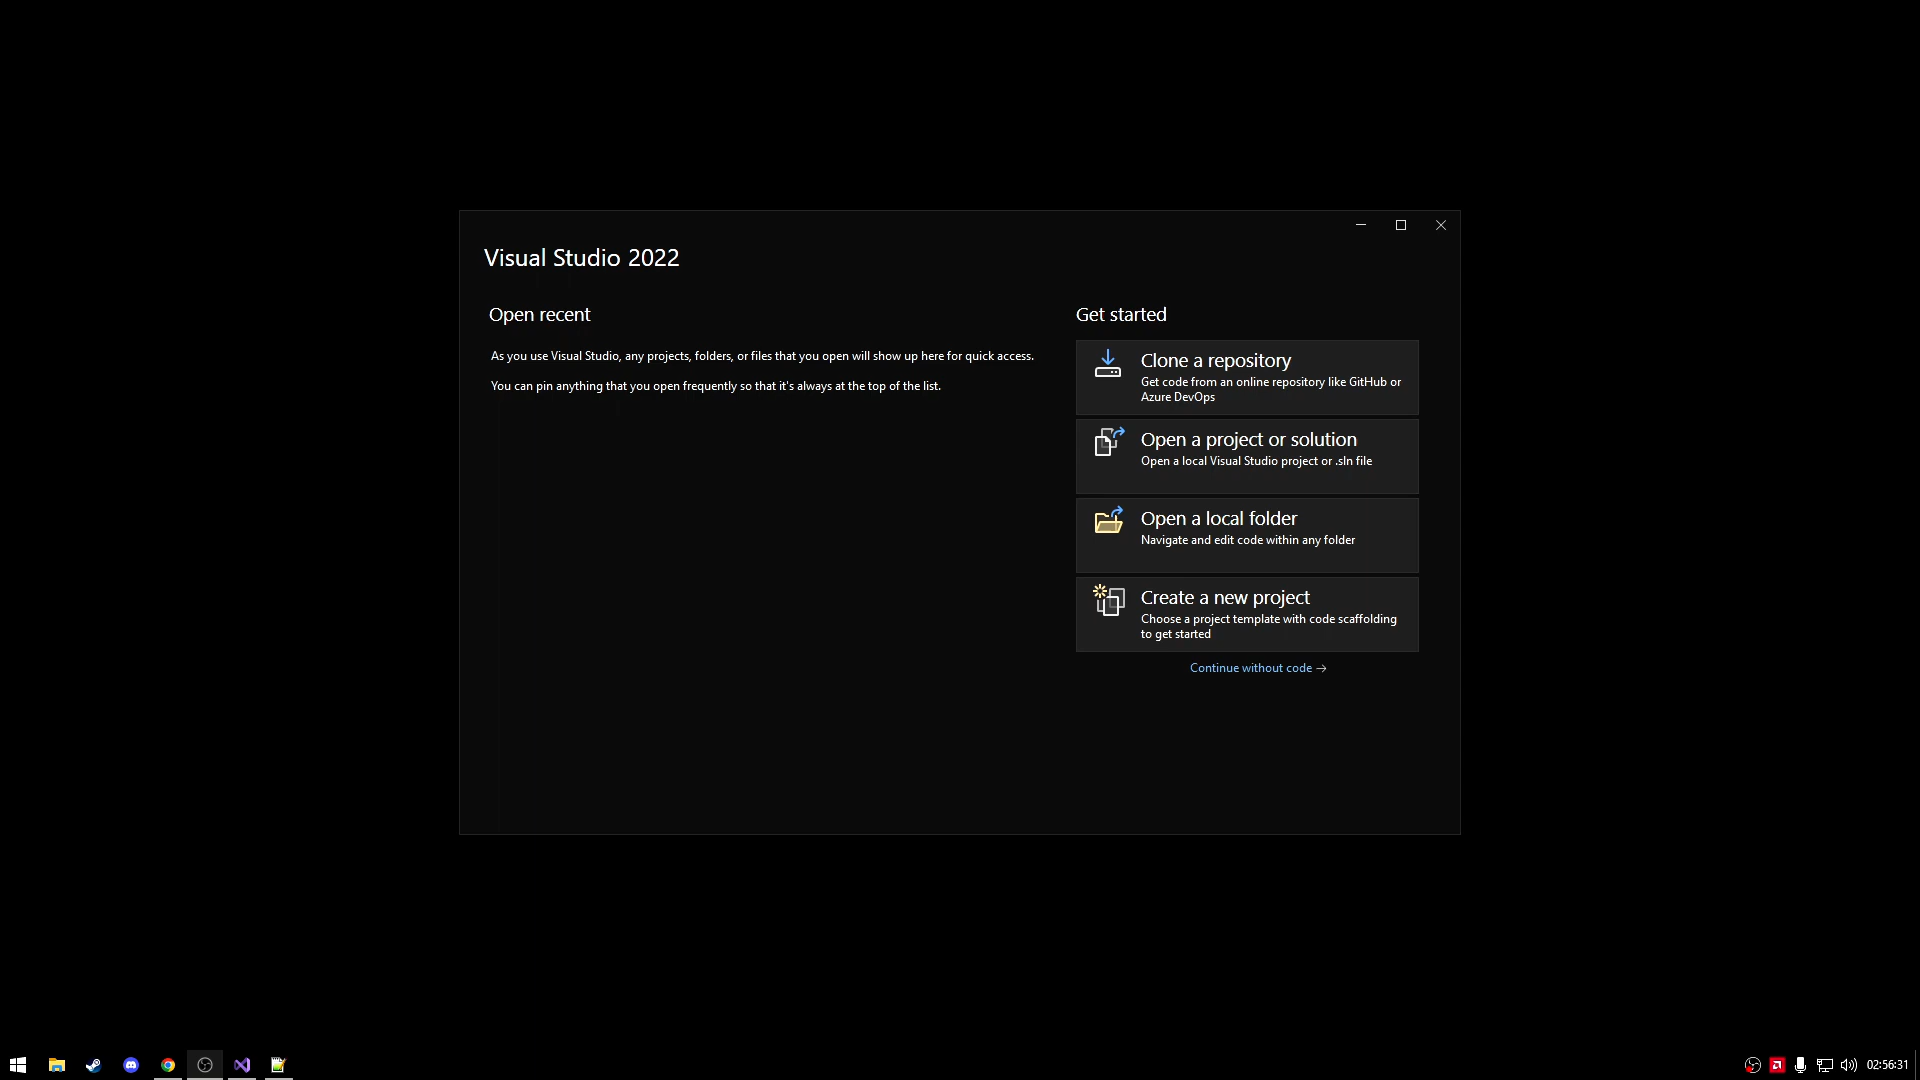 Visual Studio 2022
Open recent
As you use Visual Studio, any projects, folders, or files that you open will show up here for quick access.
You can pin anything that you open frequently so that it's always at the top of the list.
Get started
Clone a repository
Get code from an online repository like GitHub or
Azure DevOps
Open a project or solution
Open a local Visual Studio project or .sln file
Open a local folder
Navigate and edit code within any folder
Create a new project
Choose a project template with code scaffolding
to get started
Continue without code →
02:56:31